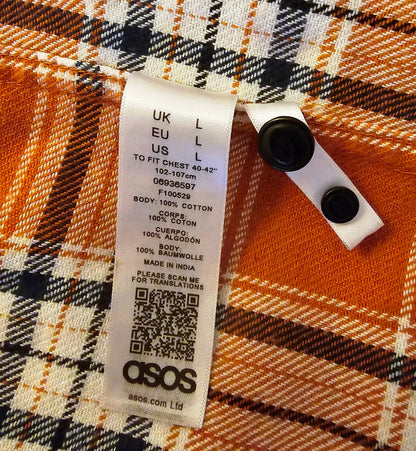 UK L
EU L
US L
TO FIT CHEST 40-42"
102-107cm
06936597
F100529
BODY: 100% COTTON
CORPS:
100% COTON
CUERPO:
100% ALGODÓN
BODY:
100% BAUMWOLLE
MADE IN INDIA
PLEASE SCAN ME
FOR TRANSLATIONS
asos
asos.com Ltd